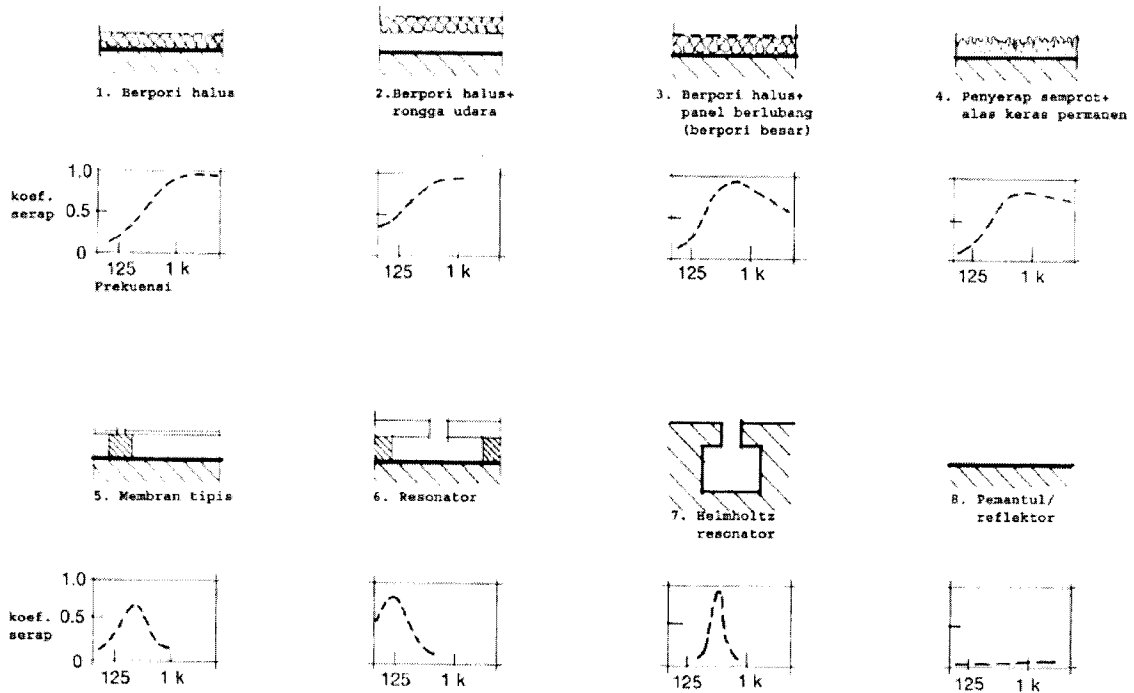 1. Berpori halus
2.Berpori halus+
rongga udara
3. Berpori halus+
panel berlubang
(berpori besar)
4. Penyerap semprot+
alas keras permanen
koef.
serap
1.0
0.5
0
125
1 k
Prekuensi
125
1 k
125
1 k
125
1 k
5. Membran tipis
6. Resonator
7. Helmholtz
resonator
8. Pemantul/
reflektor
koef.
serap
1.0
0.5
0
125
1 k
125
1 k
125
1 k
125
1 k